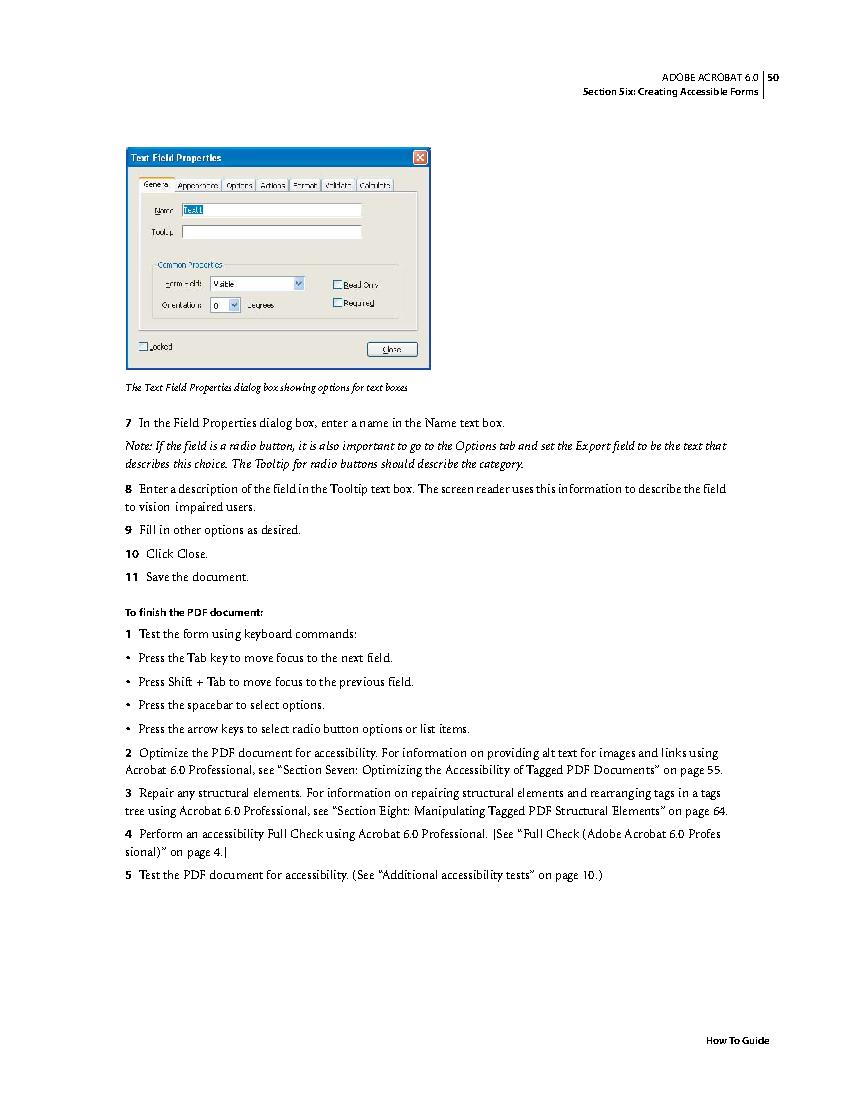 ADOBE ACROBAT 6.0 50
Section Six: Creating Accessible Forms
Text Field Properties
General Appearance Options Actions Format Validate Calculate
Name: Text1
Tooltip:
Common Properties
Form Field: Visible Read Only
Orientation: 0 degrees Required
Locked Close
The Text Field Properties dialog box showing options for text boxes
7 In the Field Properties dialog box, enter a name in the Name text box.
Note: If the field is a radio button, it is also important to go to the Options tab and set the Export field to be the text that
describes this choice. The Tooltip for radio buttons should describe the category.
8 Enter a description of the field in the Tooltip text box. The screen reader uses this information to describe the field
to vision impaired users.
9 Fill in other options as desired.
10 Click Close.
11 Save the document.
To finish the PDF document:
1 Test the form using keyboard commands:
• Press the Tab key to move focus to the next field.
• Press Shift + Tab to move focus to the previous field.
• Press the spacebar to select options.
• Press the arrow keys to select radio button options or list items.
2 Optimize the PDF document for accessibility. For information on providing alt text for images and links using
Acrobat 6.0 Professional, see “Section Seven: Optimizing the Accessibility of Tagged PDF Documents” on page 55.
3 Repair any structural elements. For information on repairing structural elements and rearranging tags in a tags
tree using Acrobat 6.0 Professional, see “Section Eight: Manipulating Tagged PDF Structural Elements” on page 64.
4 Perform an accessibility Full Check using Acrobat 6.0 Professional. [See “Full Check (Adobe Acrobat 6.0 Profes
sional)” on page 4.]
5 Test the PDF document for accessibility. (See “Additional accessibility tests” on page 10.)
How To Guide